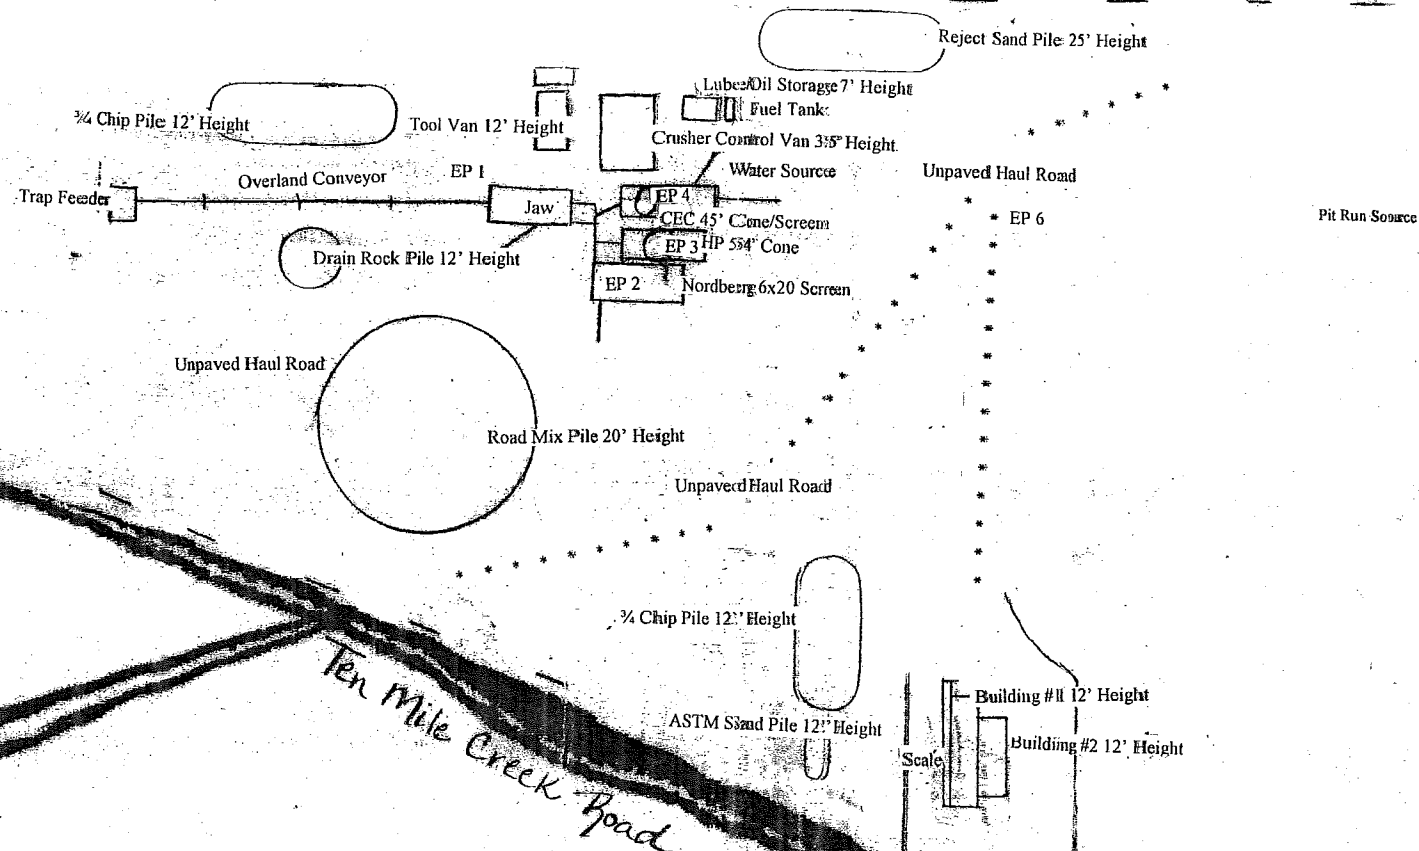 Reject Sand Pile 25' Height
Lube/Oil Storage 7' Height
Fuel Tank
¾ Chip Pile 12' Height
Tool Van 12' Height
Crusher Control Van 35' Height
Water Source
Unpaved Haul Road
EP 1
Overland Conveyor
Trap Feeder
Jaw
EP 4
EP 6
Pit Run Source
CEC 45' Cone/Screen
EP 3
HP 54" Cone
Drain Rock Pile 12' Height
EP 2
Nordberg 6x20 Screen
Unpaved Haul Road
Road Mix Pile 20' Height
Unpaved Haul Road
¾ Chip Pile 12' Height
Ten Mile Creek Road
Building #1 12' Height
ASTM Sand Pile 12' Height
Building #2 12' Height
Scale